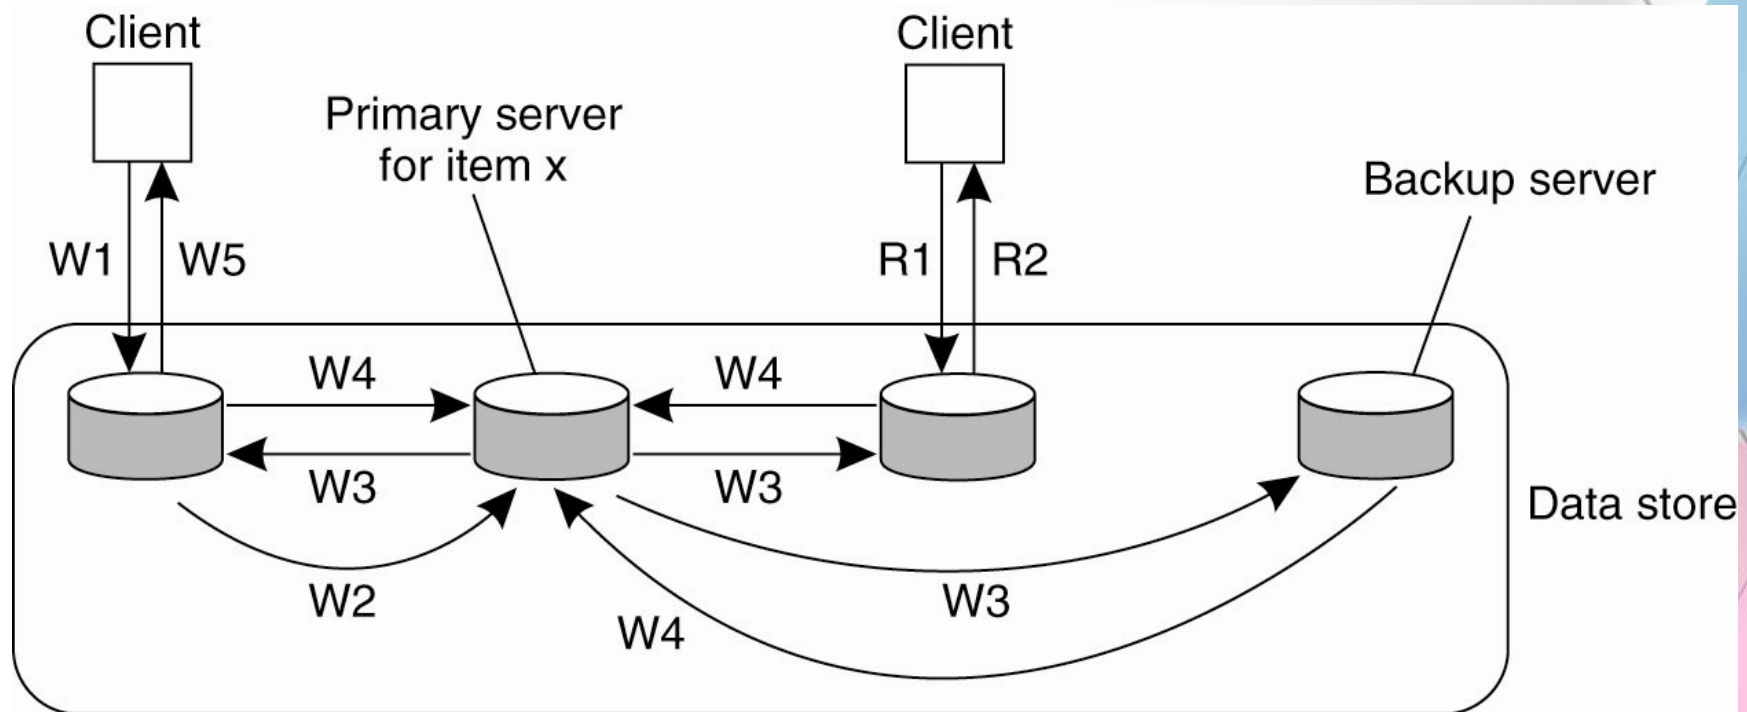 Client
Client
Primary server
for item x
Backup server
W1
W5
R1
R2
W4
W4
W3
W3
Data store
W2
W3
W4